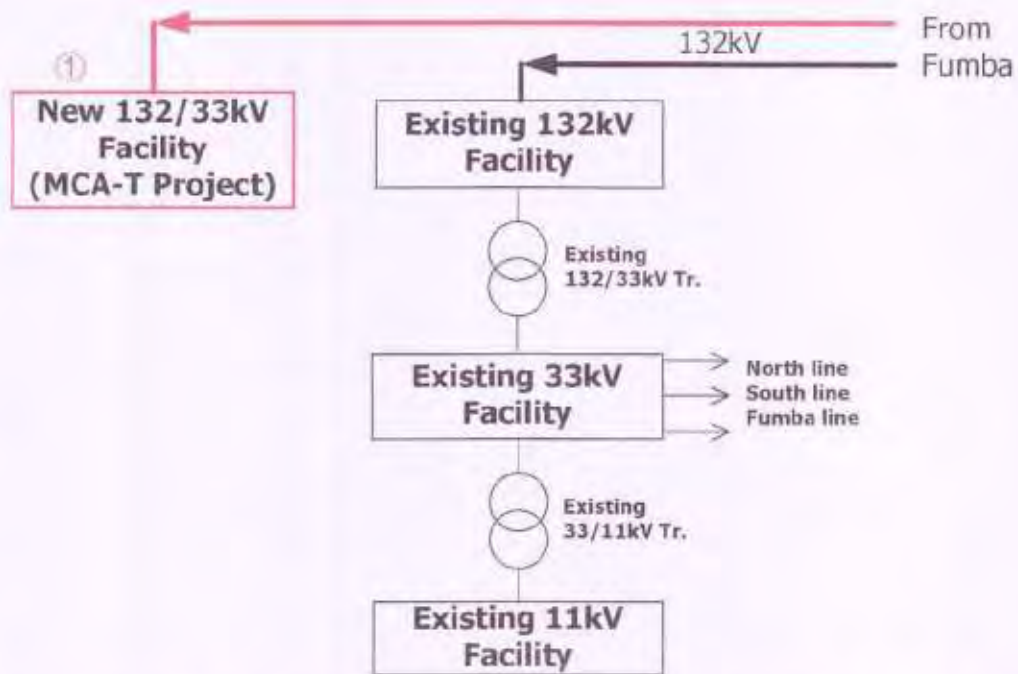 From
Fumba
132kV
①
New 132/33kV
Facility
(MCA-T Project)
Existing 132kV
Facility
Existing
132/33kV Tr.
Existing 33kV
Facility
North line
South line
Fumba line
Existing
33/11kV Tr.
Existing 11kV
Facility